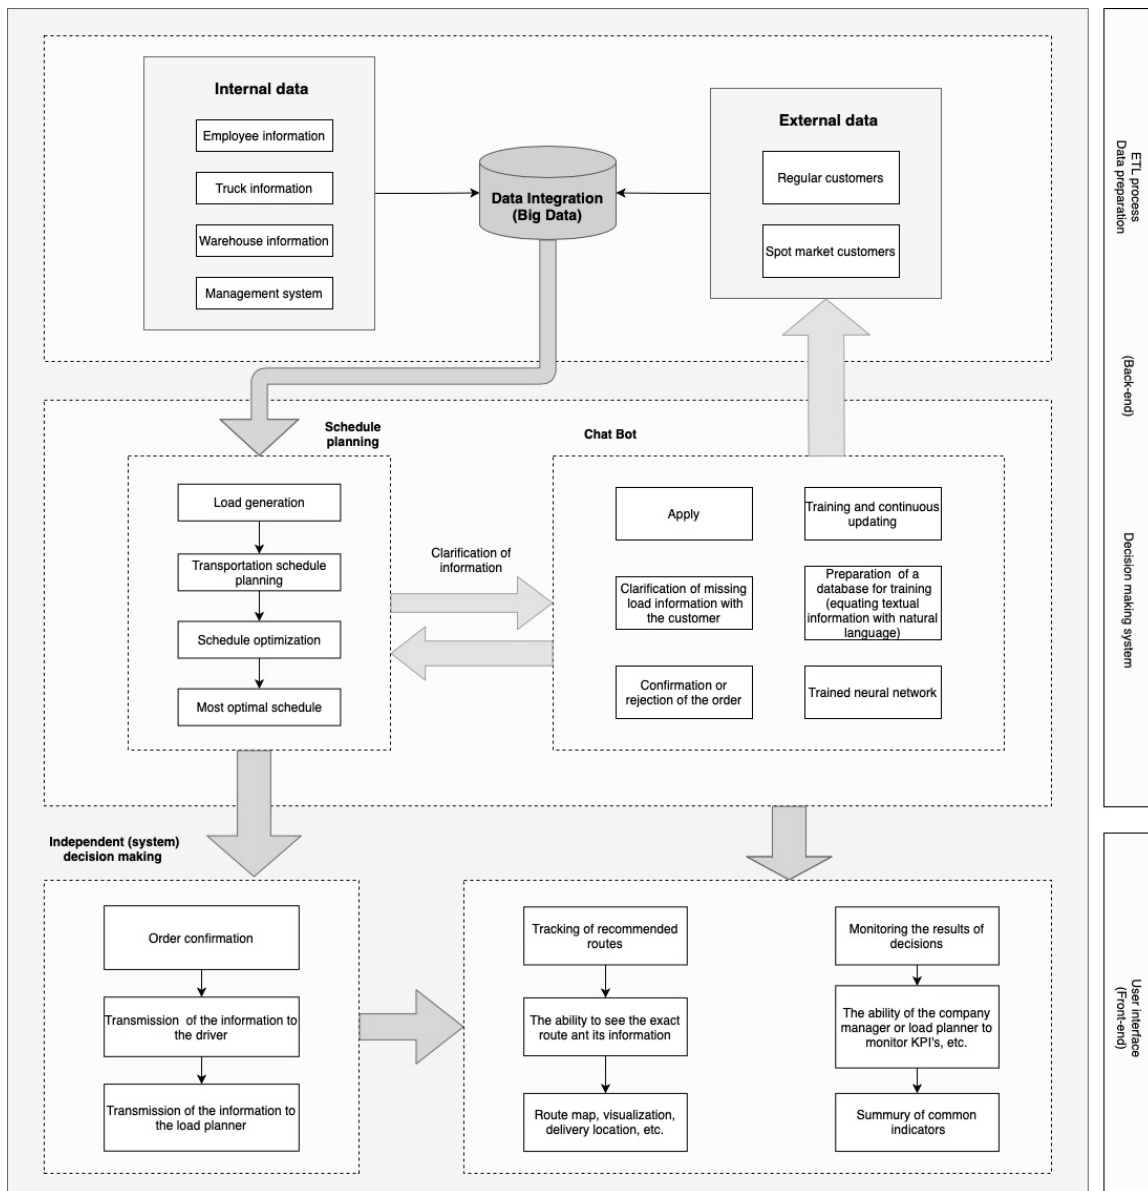 Internal data
Employee information
Truck information
Warehouse information
Management system
Data Integration
(Big Data)
External data
Regular customers
Spot market customers
ETL process
Data preparation
(Back-end)
Decision making system
Schedule
planning
Load generation
Transportation schedule
planning
Schedule optimization
Most optimal schedule
Clarification of
information
Chat Bot
Apply
Clarification of missing
load information with
the customer
Confirmation or
rejection of the order
Training and continuous
updating
Preparation of a
database for training
(equating textual
information with natural
language)
Trained neural network
Independent (system)
decision making
Order confirmation
Transmission of the information to
the driver
Transmission of the information to
the load planner
Tracking of recommended
routes
The ability to see the exact
route ant its information
Route map, visualization,
delivery location, etc.
Monitoring the results of
decisions
The ability of the company
manager or load planner to
monitor KPI's, etc.
Summury of common
indicators
User interface
(Front-end)